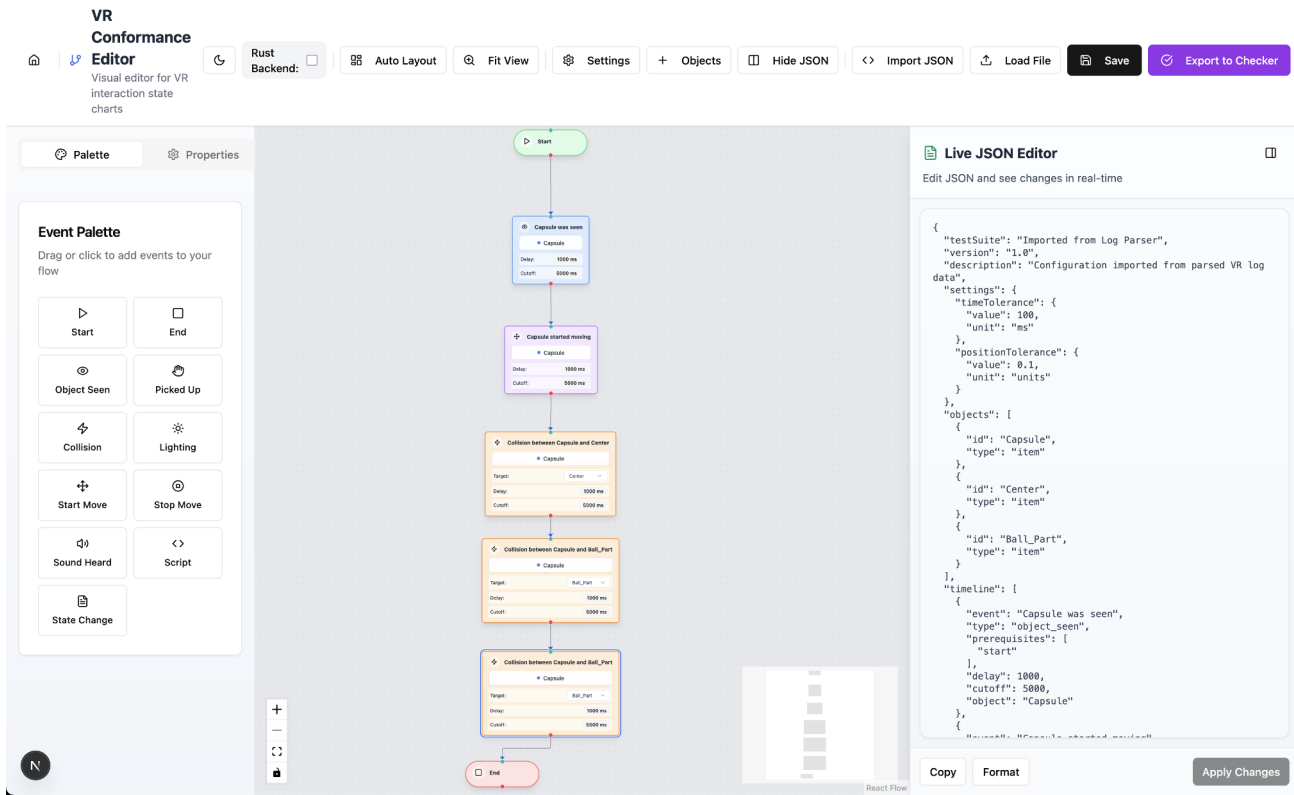 VR
Conformance
Editor
Visual editor for VR
interaction state
charts
Rust
Backend:
Auto Layout
Fit View
Settings
Objects
Hide JSON
Import JSON
Load File
Save
Export to Checker
Palette
Properties
Event Palette
Drag or click to add events to your
flow
Start
End
Object Seen
Picked Up
Collision
Lighting
Start Move
Stop Move
Sound Heard
Script
State Change
N
Start
Capsule was seen
Capsule
Delay: 1000 ms
Cutoff: 5000 ms
Capsule started moving
Capsule
Delay: 1000 ms
Cutoff: 5000 ms
Collision between Capsule and Center
Capsule
Target: Center
Delay: 1000 ms
Cutoff: 5000 ms
Collision between Capsule and Ball_Part
Capsule
Target: Ball_Part
Delay: 1000 ms
Cutoff: 5000 ms
Collision between Capsule and Ball_Part
Capsule
Target: Ball_Part
Delay: 1000 ms
Cutoff: 5000 ms
End
React Flow
Live JSON Editor
Edit JSON and see changes in real-time
{
"testSuite": "Imported from Log Parser",
"version": "1.0",
"description": "Configuration imported from parsed VR log
data",
"settings": {
"timeTolerance": {
"value": 100,
"unit": "ms"
},
"positionTolerance": {
"value": 0.1,
"unit": "units"
}
},
"objects": [
{
"id": "Capsule",
"type": "item"
},
{
"id": "Center",
"type": "item"
},
{
"id": "Ball_Part",
"type": "item"
}
],
"timeline": [
{
"event": "Capsule was seen",
"type": "object_seen",
"prerequisites": [
"start"
],
"delay": 1000,
"cutoff": 5000,
"object": "Capsule"
},
{
"event": "Capsule started moving"
Copy
Format
Apply Changes